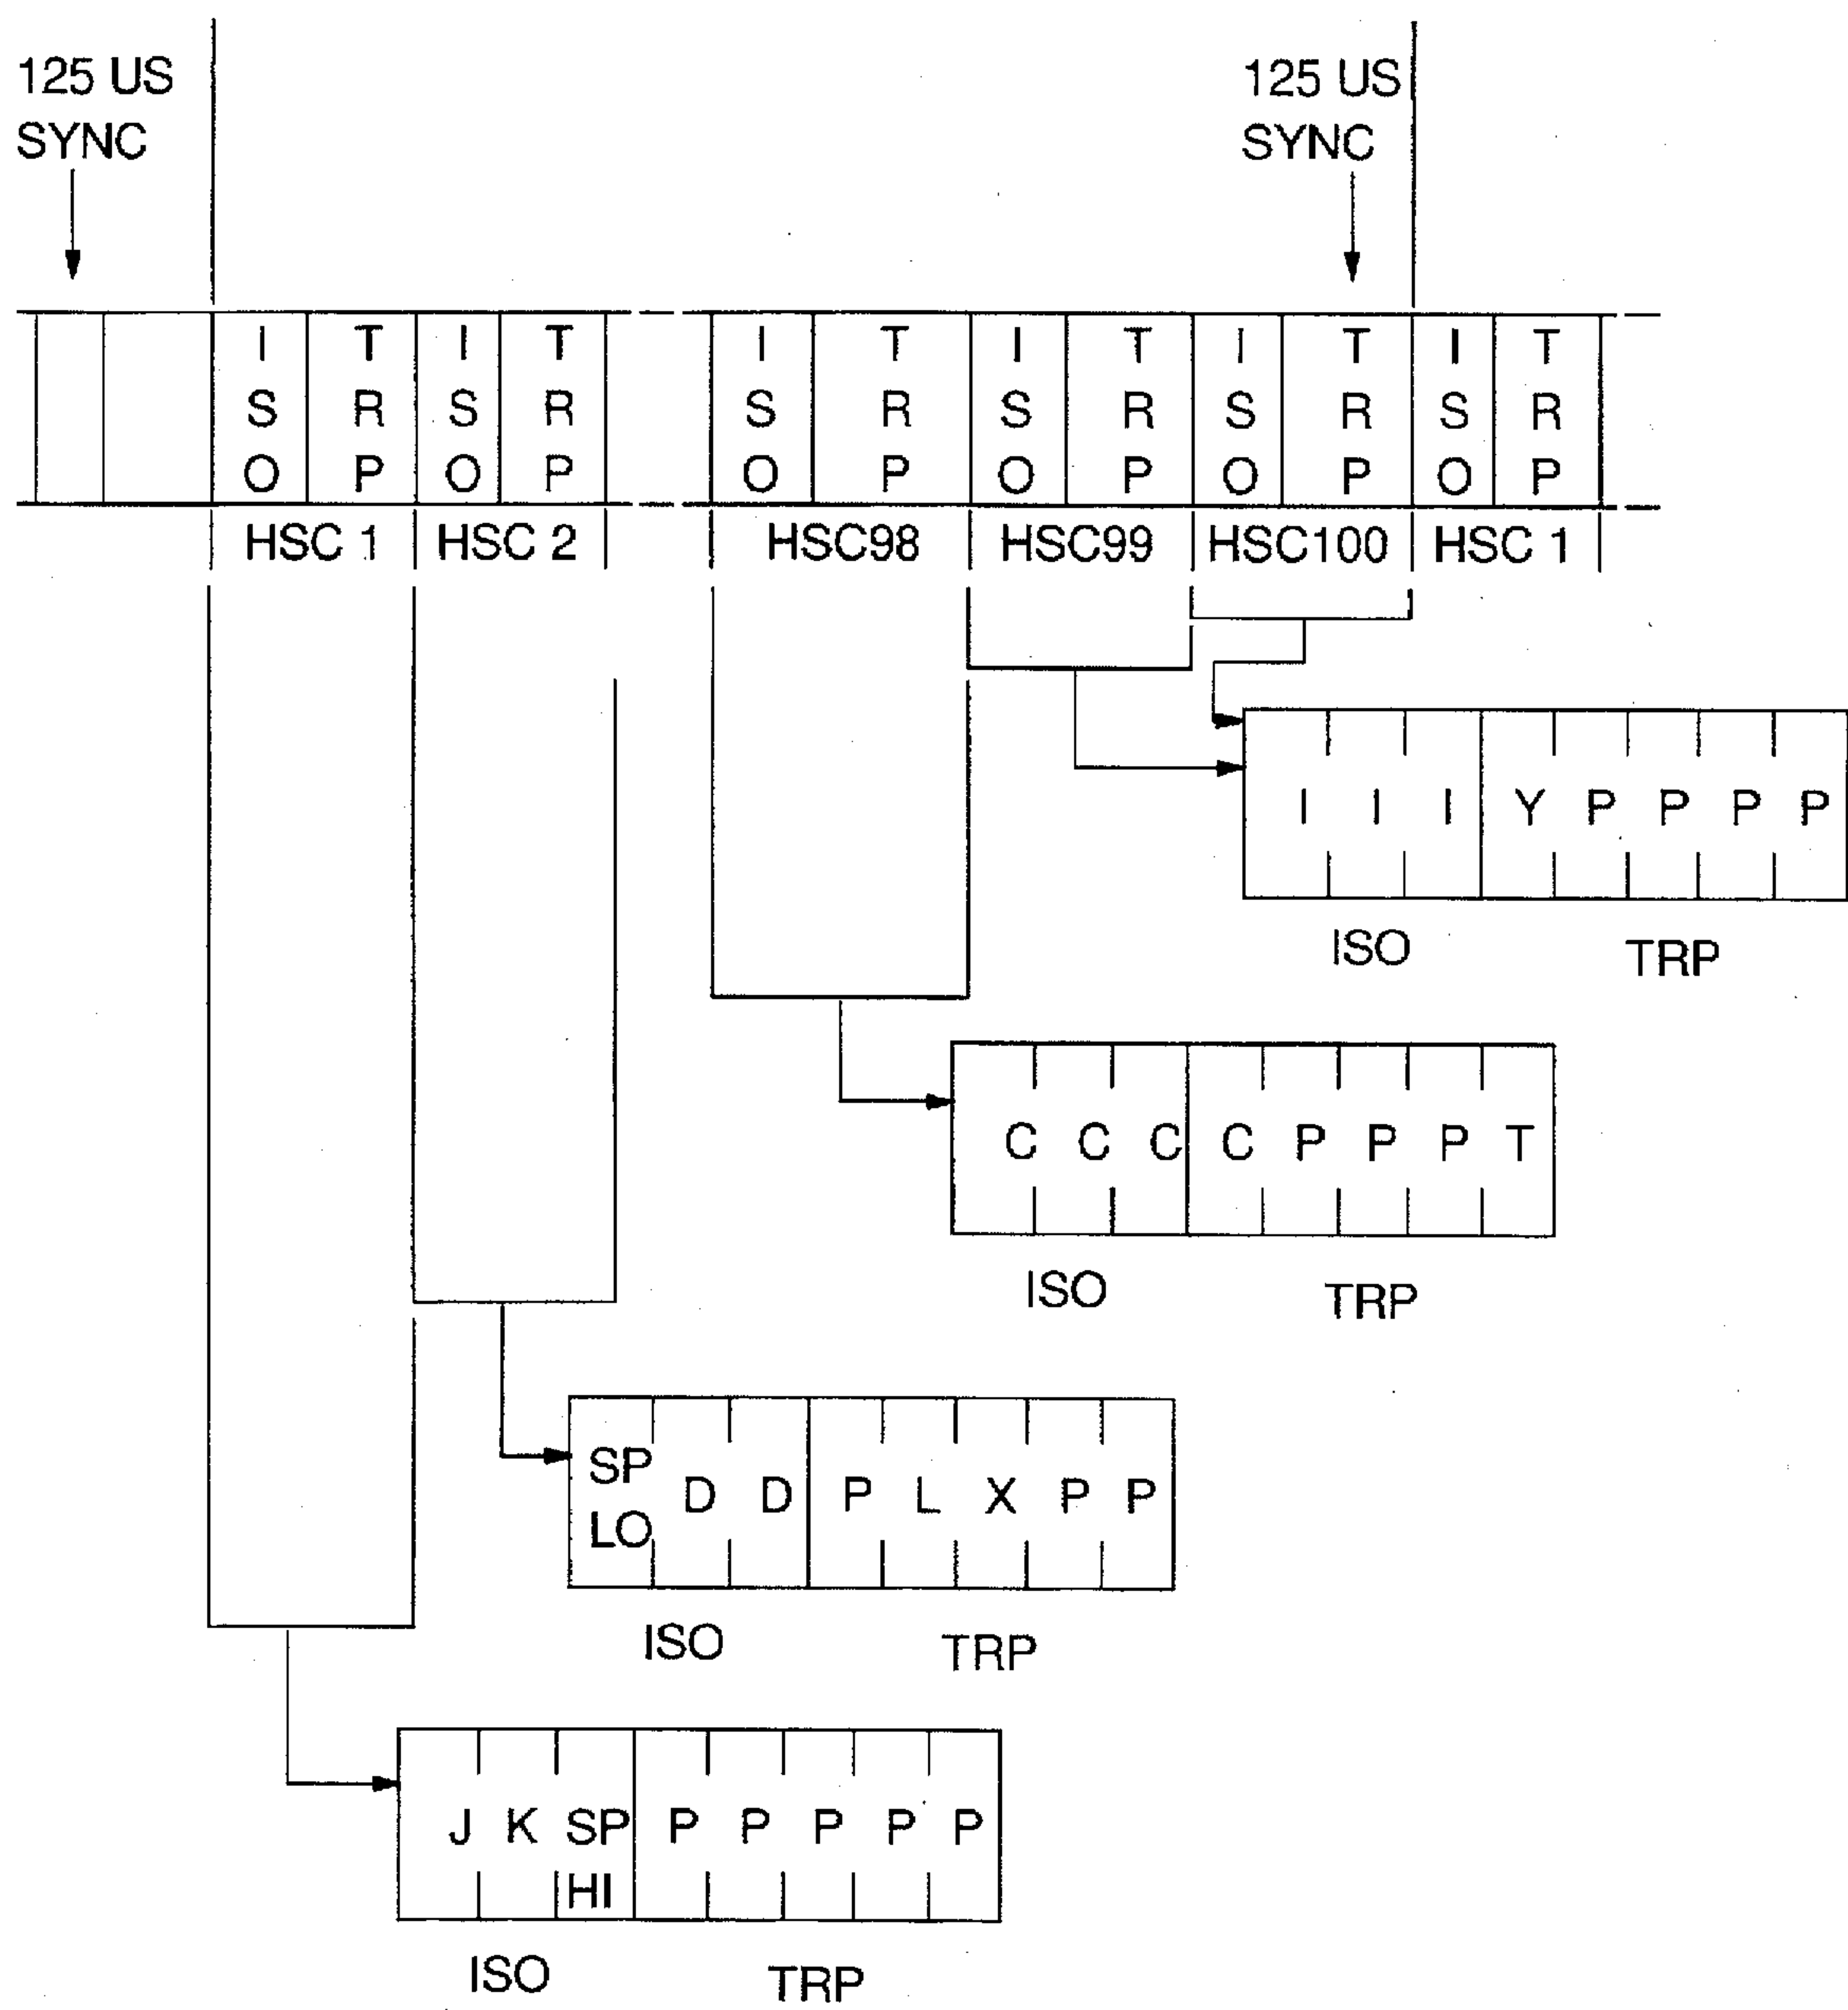 125 US
SYNC
125 US
SYNC
I T I T I T I T I T I T
S R S R S R S R S R S R
O P O P O P O P O P O P
HSC 1 HSC 2 HSC98 HSC99 HSC100 HSC 1
I I I Y P P P P
ISO TRP
C C C C P P P T
ISO TRP
SP
LO D D P L X P P
ISO TRP
J K SP P P P P P
HI
ISO TRP